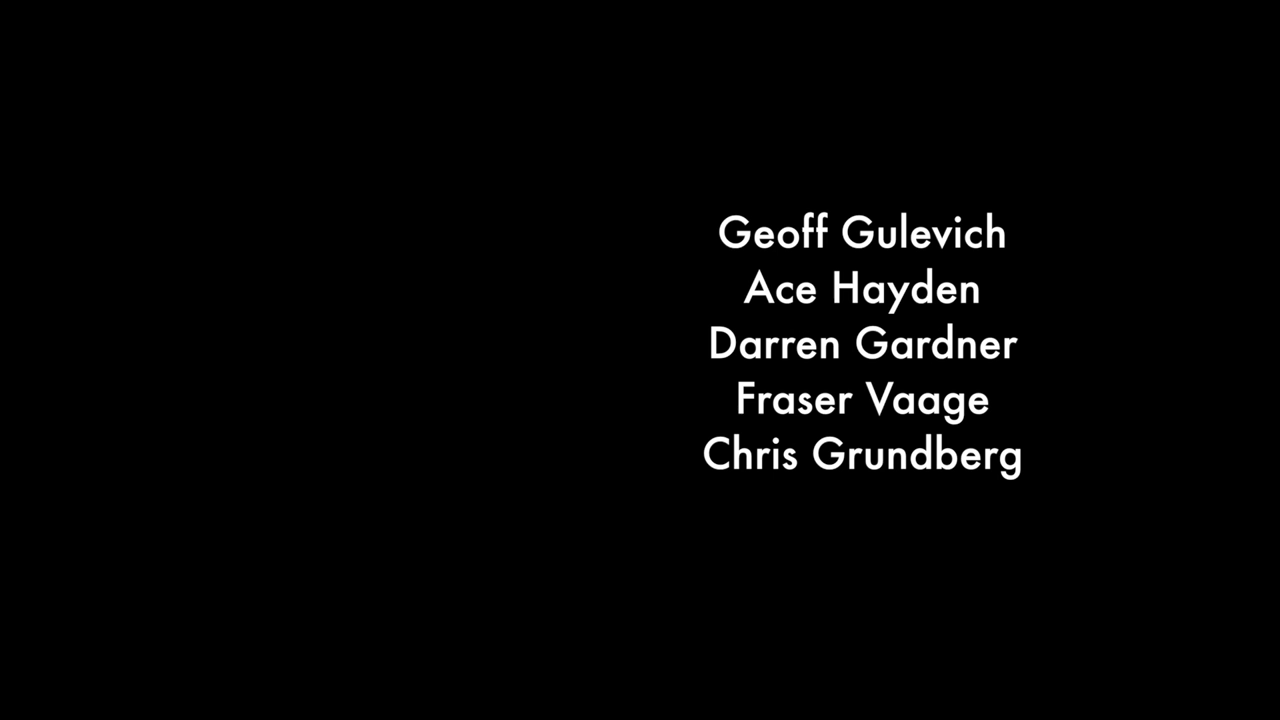 Geoff Gulevich
Ace Hayden
Darren Gardner
Fraser Vaage
Chris Grundberg